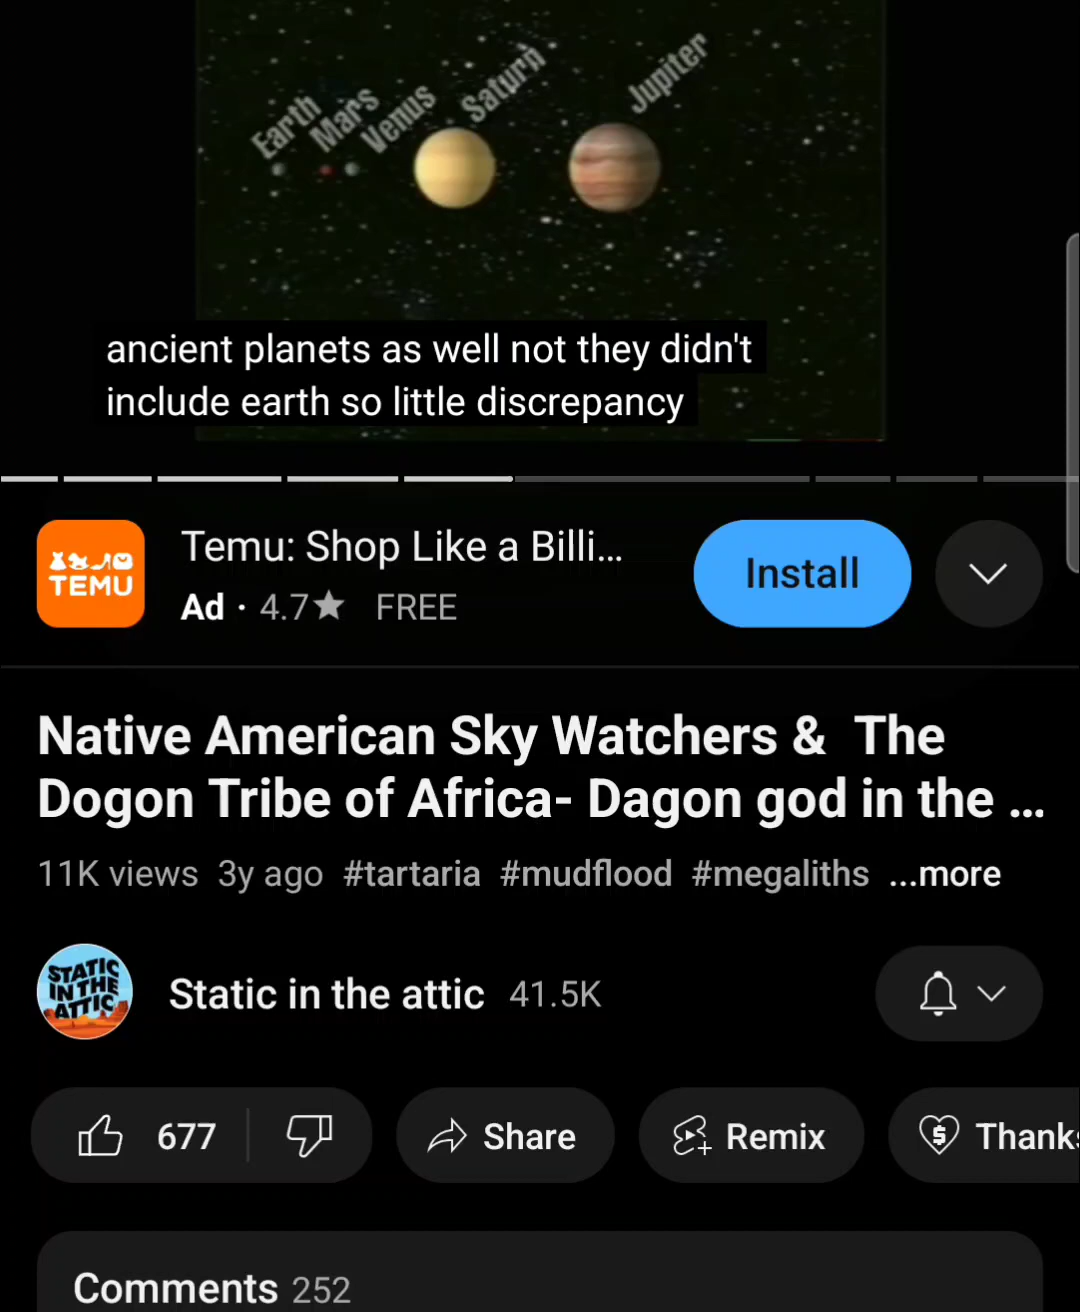 Earth
Mars
Venus
Saturn
Jupiter
ancient planets as well not they didn't
include earth so little discrepancy
TEMU
Temu: Shop Like a Billi...
Ad · 4.7★ FREE
Install
Native American Sky Watchers &  The
Dogon Tribe of Africa- Dagon god in the ...
11K views 3y ago #tartaria #mudflood #megaliths ...more
STATIC
IN THE
ATTIC
Static in the attic 41.5K
677
Share
Remix
Thanks
Comments 252